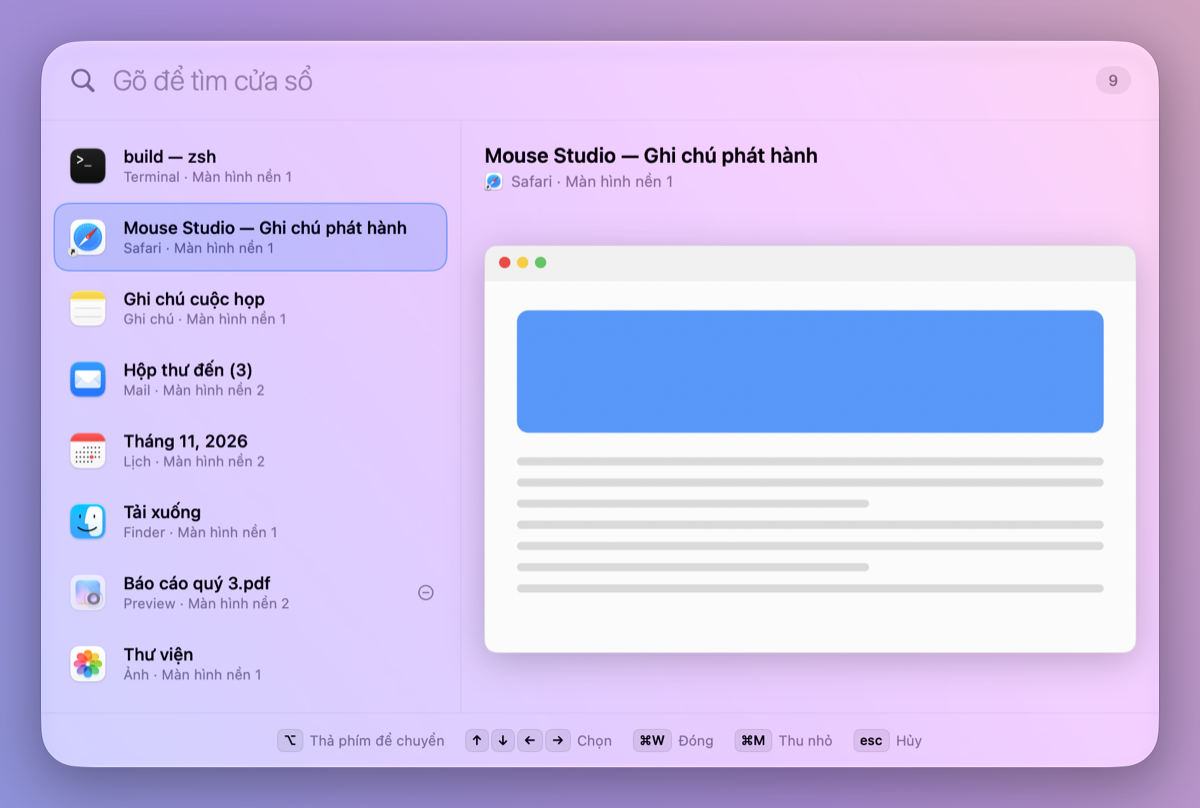 Gõ để tìm cửa sổ
9
build — zsh
Terminal · Màn hình nền 1
Mouse Studio — Ghi chú phát hành
Safari · Màn hình nền 1
Ghi chú cuộc họp
Ghi chú · Màn hình nền 1
Hộp thư đến (3)
Mail · Màn hình nền 2
Tháng 11, 2026
Lịch · Màn hình nền 2
Tải xuống
Finder · Màn hình nền 1
Báo cáo quý 3.pdf
Preview · Màn hình nền 2
Thư viện
Ảnh · Màn hình nền 1
Mouse Studio — Ghi chú phát hành
Safari · Màn hình nền 1
⌥ Thả phím để chuyển ↑ ↓ ← → Chọn ⌘W Đóng ⌘M Thu nhỏ esc Hủy